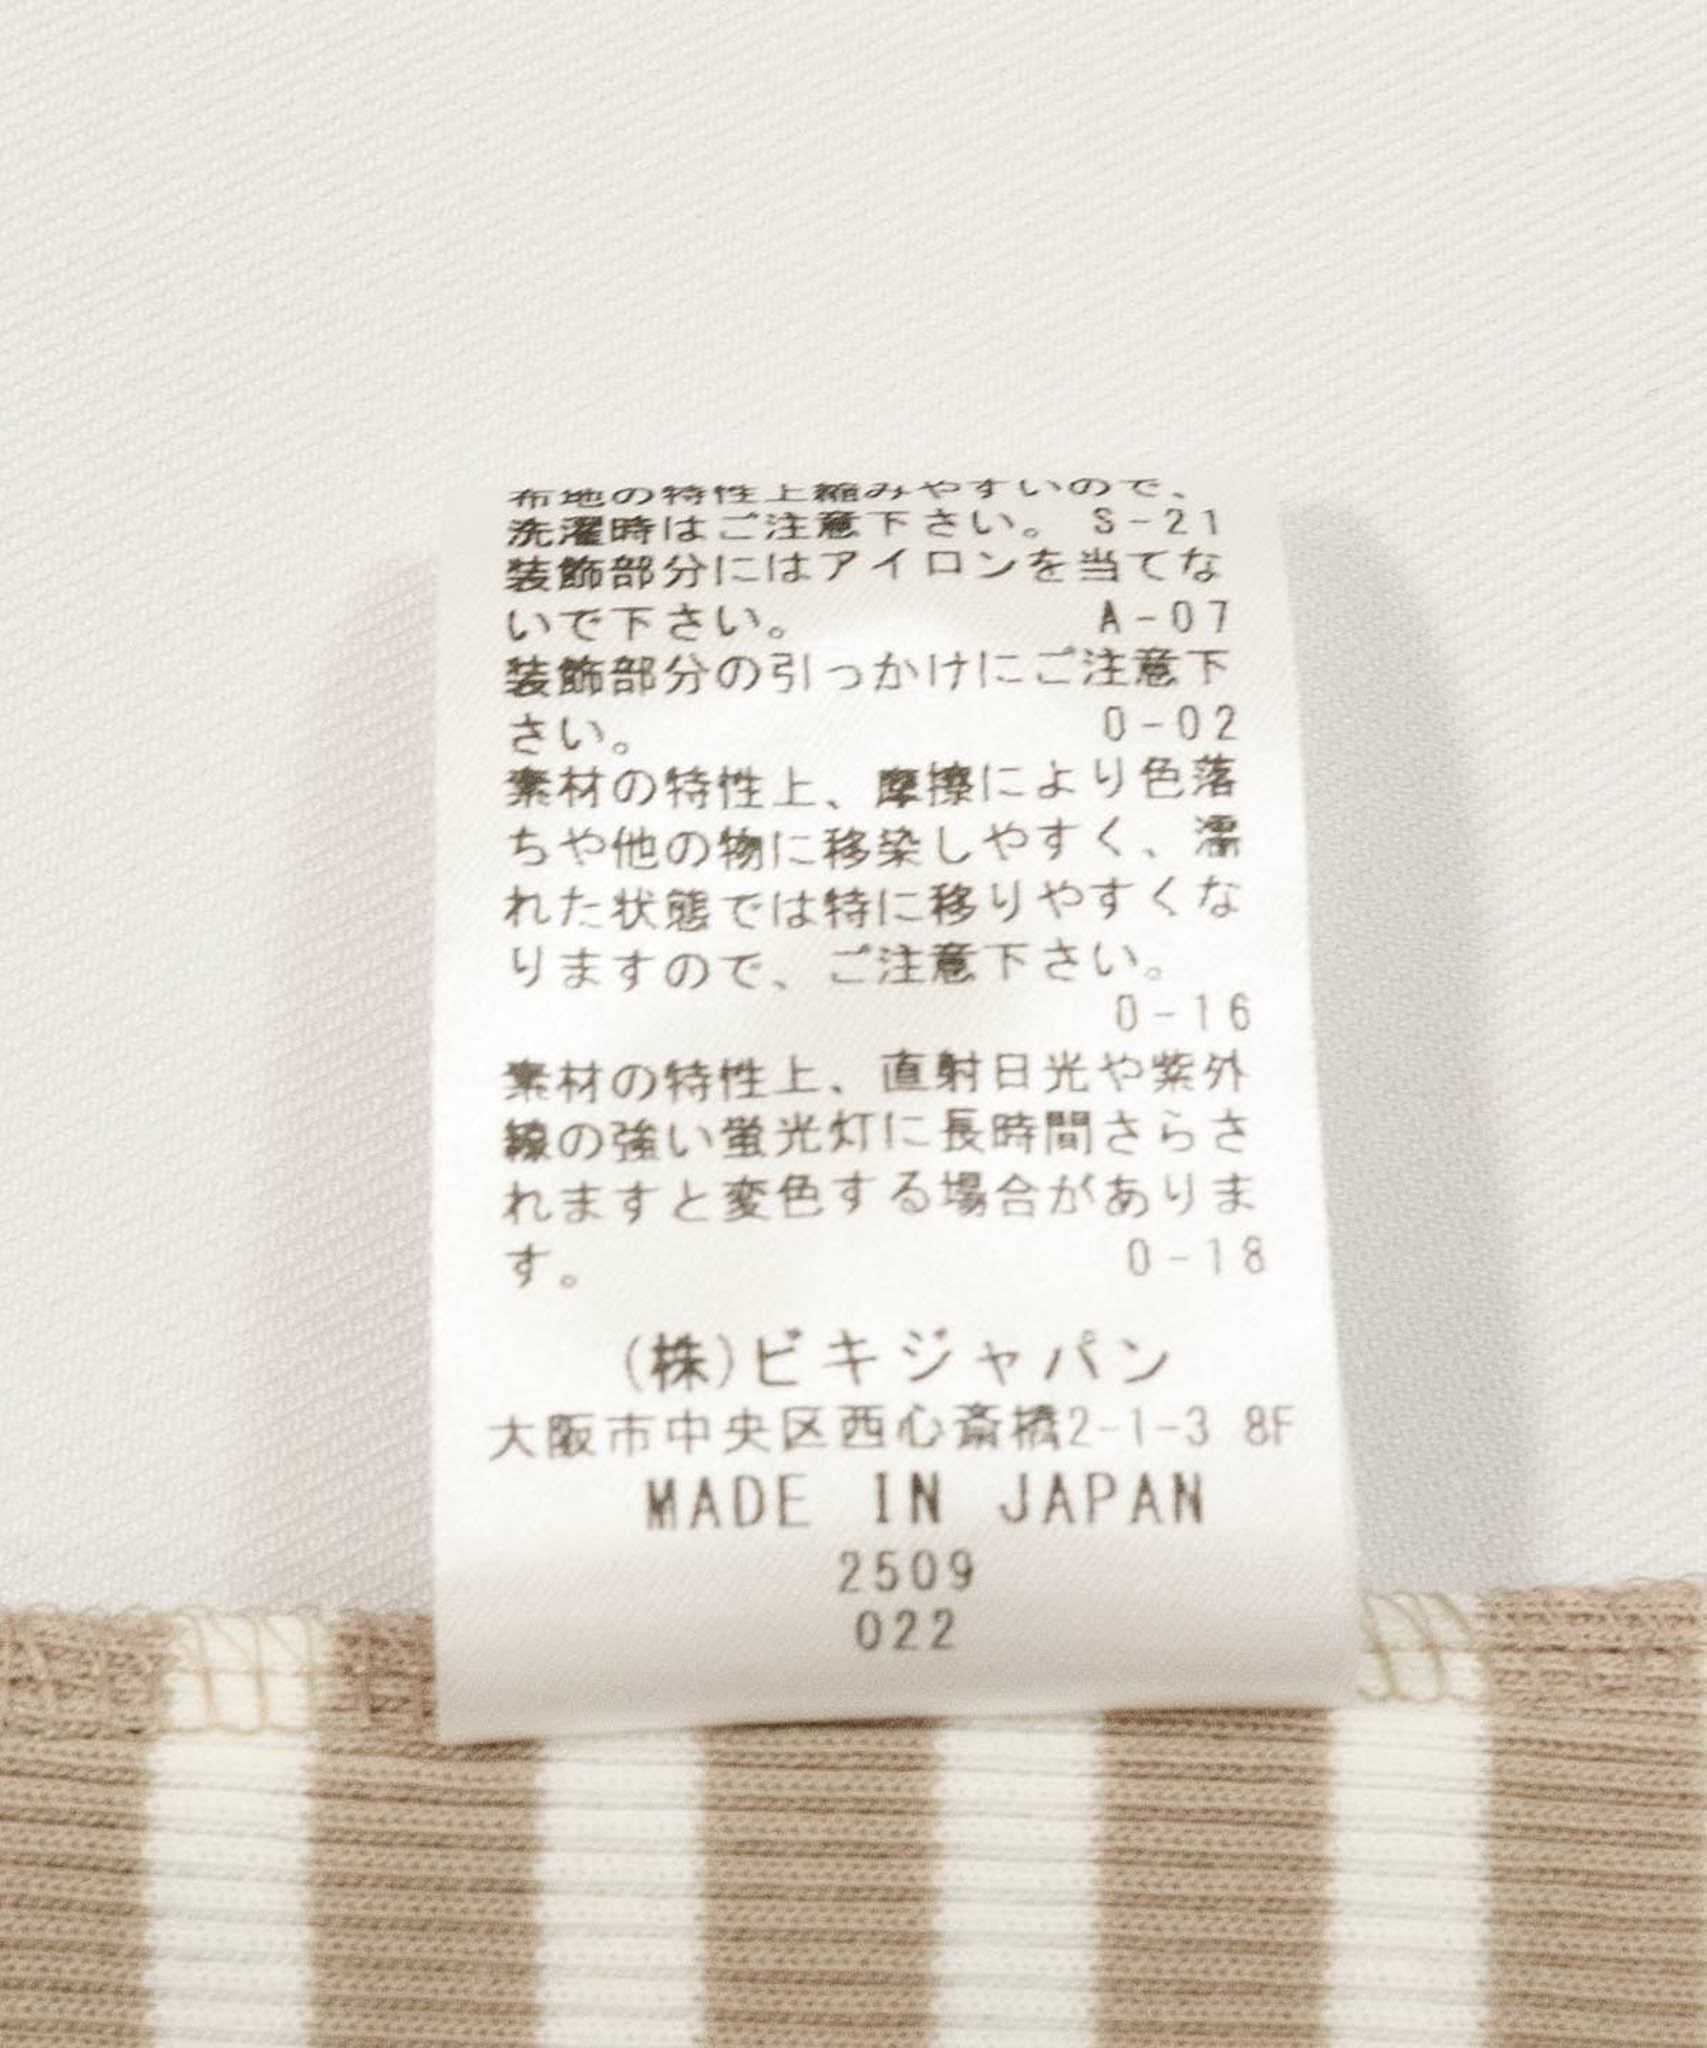 布地の特性上縮みやすいので、
洗濯時はご注意下さい。 S-21
装飾部分にはアイロンを当てな
いで下さい。 A-07
装飾部分の引っかけにご注意下
さい。 O-02
素材の特性上、摩擦により色落
ちや他の物に移染しやすく、濡
れた状態では特に移りやすくな
りますので、ご注意下さい。
O-16
素材の特性上、直射日光や紫外
線の強い蛍光灯に長時間さらさ
れますと変色する場合がありま
す。 O-18
(株)ビキジャパン
大阪市中央区西心斎橋2-1-3 8F
MADE IN JAPAN
2509
022